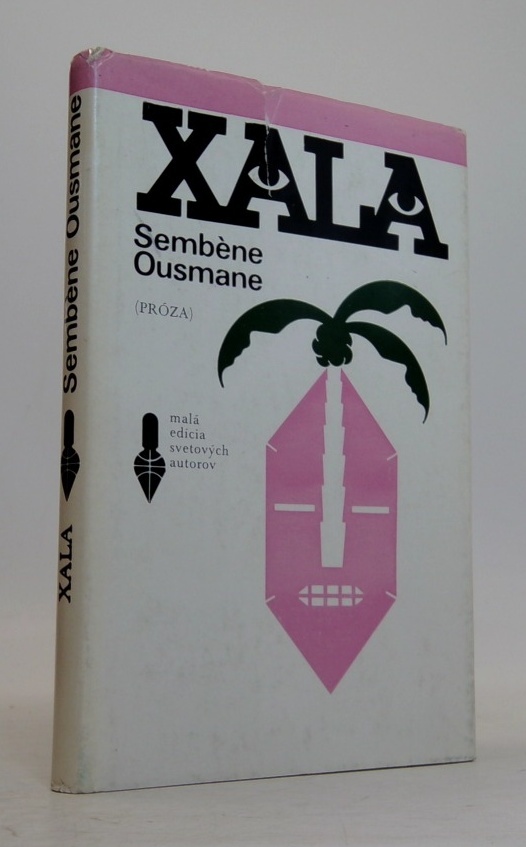 XALA
Sembène
Ousmane
(PRÓZA)
malá
edícia
svetových
autorov
XALA
Sembène Ousmane